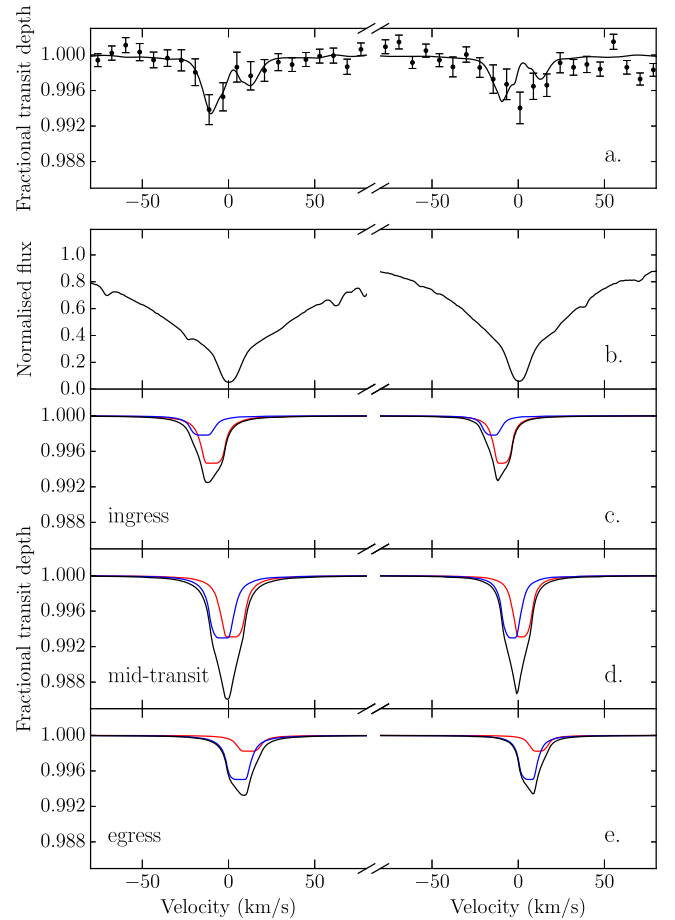 Fractional transit depth
1.000
0.996
0.992
0.988
a.
−50 0 50 −50 0 50
Normalised flux
1.0
0.8
0.6
0.4
0.2
0.0
b.
Fractional transit depth
1.000
0.996
0.992
0.988
ingress
c.
1.000
0.996
0.992
0.988
mid-transit
d.
1.000
0.996
0.992
0.988
egress
e.
−50 0 50 −50 0 50
Velocity (km/s) Velocity (km/s)